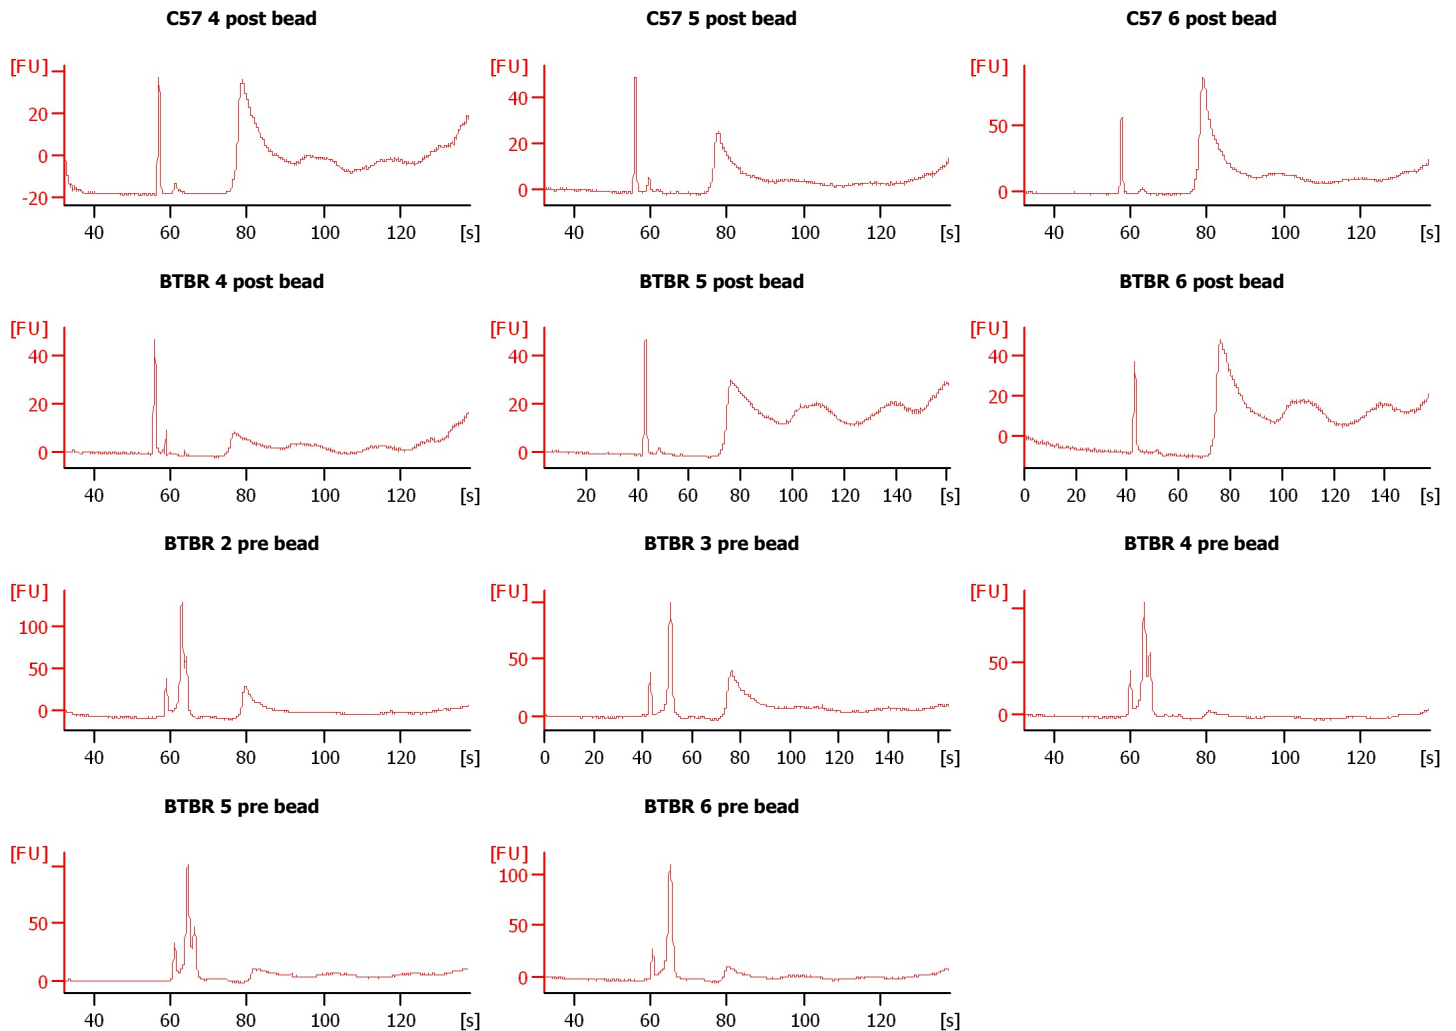 C57 4 post bead C57 5 post bead C57 6 post bead
[FU] [FU] [FU]
20 0 -20 40 20 0 50 0
40 60 80 100 120 [s] 40 60 80 100 120 [s] 40 60 80 100 120 [s]
BTBR 4 post bead BTBR 5 post bead BTBR 6 post bead
[FU] [FU] [FU]
40 20 0 40 20 0 40 20 0
40 60 80 100 120 [s] 20 40 60 80 100 120 140 [s] 0 20 40 60 80 100 120 140 [s]
BTBR 2 pre bead BTBR 3 pre bead BTBR 4 pre bead
[FU] [FU] [FU]
100 50 0 50 0 50 0
40 60 80 100 120 [s] 0 20 40 60 80 100 120 140 [s] 40 60 80 100 120 [s]
BTBR 5 pre bead BTBR 6 pre bead
[FU] [FU]
50 0 100 50 0
40 60 80 100 120 [s] 40 60 80 100 120 [s]